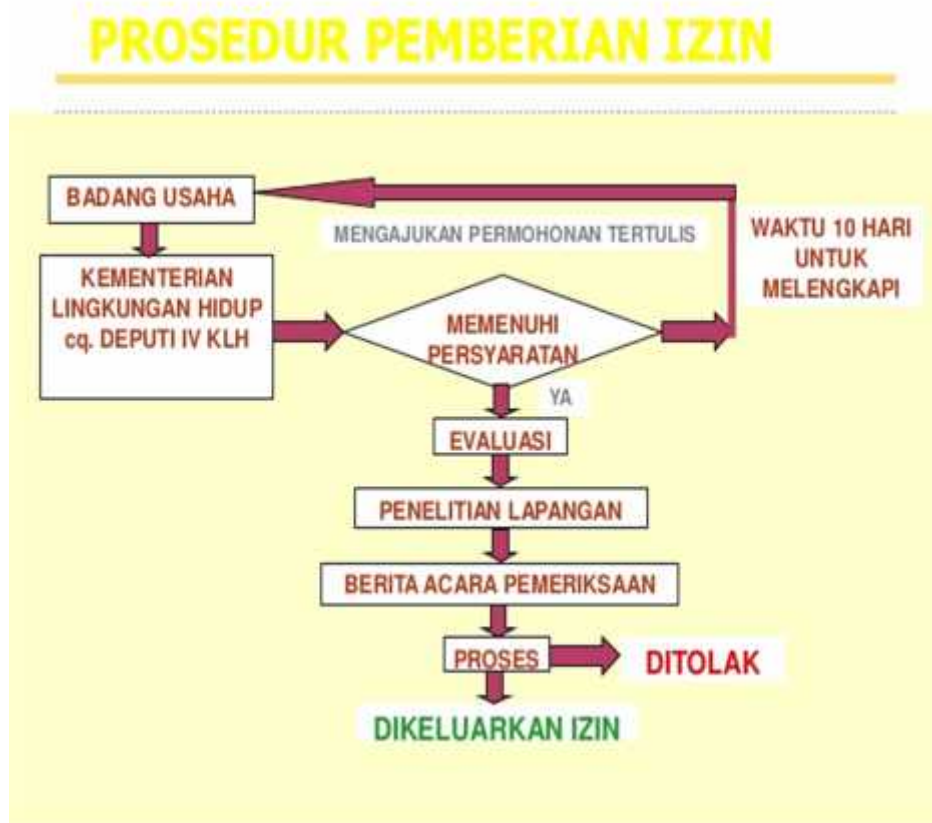 PROSEDUR PEMBERIAN IZIN
BADANG USAHA
MENGAJUKAN PERMOHONAN TERTULIS
WAKTU 10 HARI
UNTUK
MELENGKAPI
KEMENTERIAN
LINGKUNGAN HIDUP
cq. DEPUTI IV KLH
MEMENUHI
PERSYARATAN
YA
EVALUASI
PENELITIAN LAPANGAN
BERITA ACARA PEMERIKSAAN
PROSES
DITOLAK
DIKELUARKAN IZIN